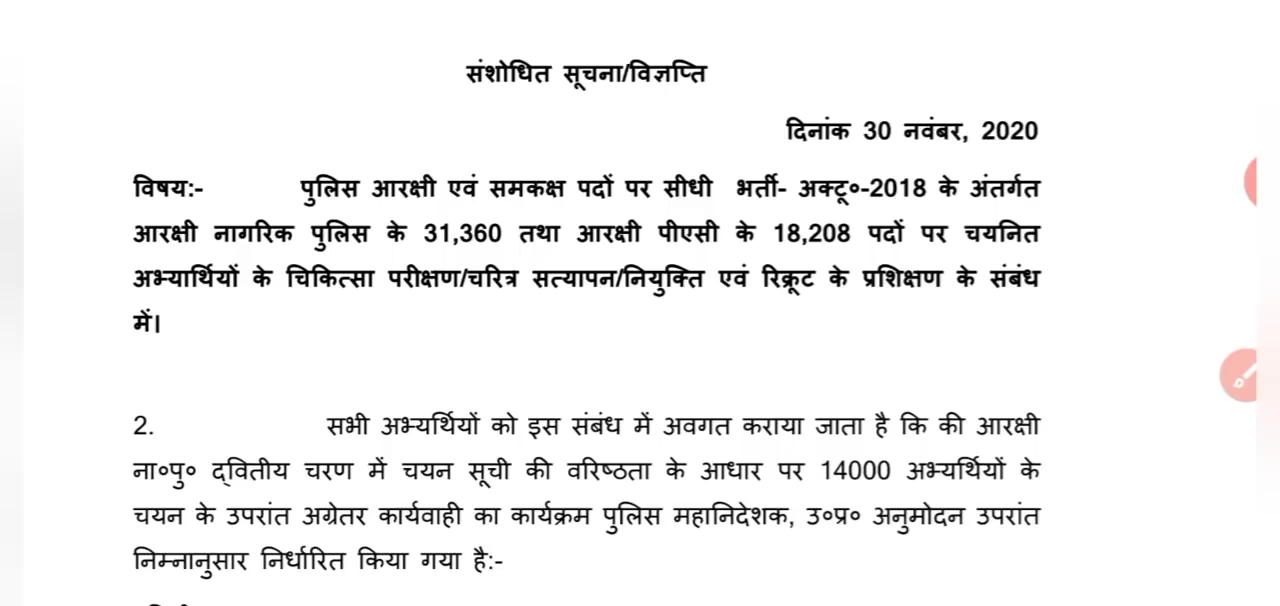 संशोधित सूचना/विज्ञप्ति
दिनांक 30 नवंबर, 2020
विषय:- पुलिस आरक्षी एवं समकक्ष पदों पर सीधी भर्ती- अक्टू०-2018 के अंतर्गत
आरक्षी नागरिक पुलिस के 31,360 तथा आरक्षी पीएसी के 18,208 पदों पर चयनित
अभ्यार्थियों के चिकित्सा परीक्षण/चरित्र सत्यापन/नियुक्ति एवं रिक्रूट के प्रशिक्षण के संबंध
में।
2. सभी अभ्यर्थियों को इस संबंध में अवगत कराया जाता है कि की आरक्षी
ना०पु० द्वितीय चरण में चयन सूची की वरिष्ठता के आधार पर 14000 अभ्यर्थियों के
चयन के उपरांत अग्रेतर कार्यवाही का कार्यक्रम पुलिस महानिदेशक, उ०प्र० अनुमोदन उपरांत
निम्नानुसार निर्धारित किया गया है:-